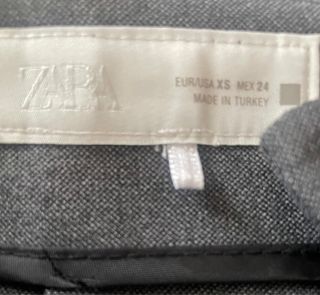 ZARA
EUR/USA XS MEX 24
MADE IN TURKEY